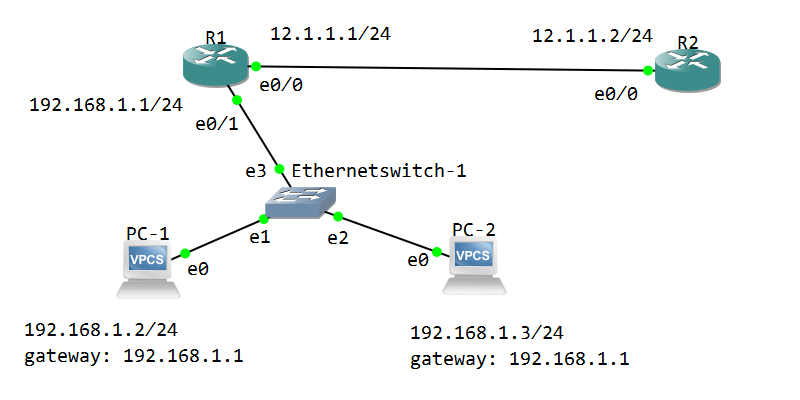 R1
12.1.1.1/24
12.1.1.2/24
R2
e0/0
e0/0
192.168.1.1/24
e0/1
e3
Ethernetswitch-1
PC-1
e1
e2
PC-2
VPCS
e0
e0
VPCS
192.168.1.2/24
gateway: 192.168.1.1
192.168.1.3/24
gateway: 192.168.1.1